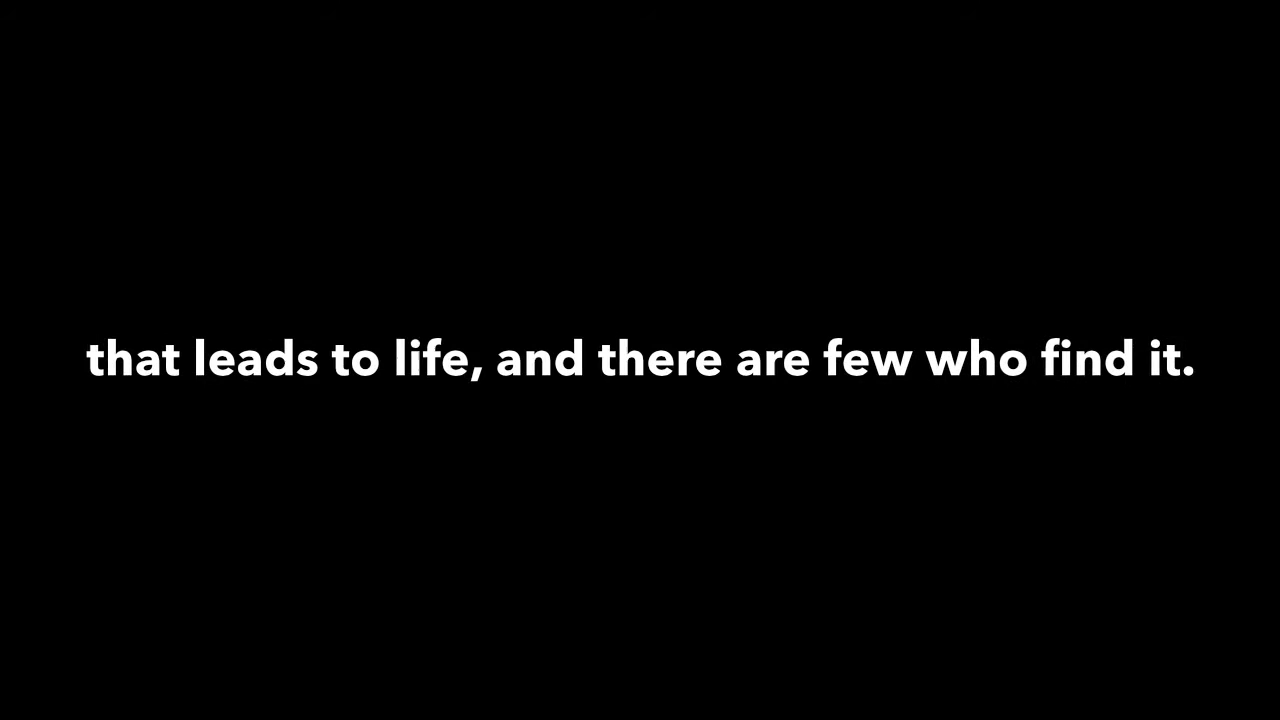 that leads to life, and there are few who find it.